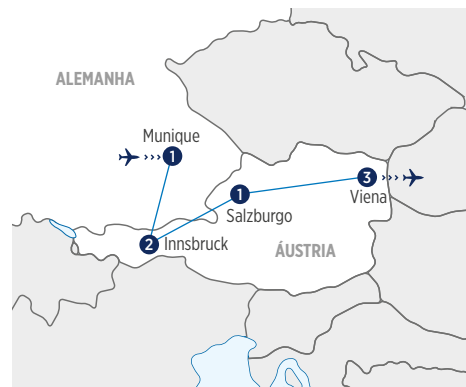 ALEMANHA
Munique
1
1
Salzburgo
3
Viena
2 Innsbruck
ÁUSTRIA